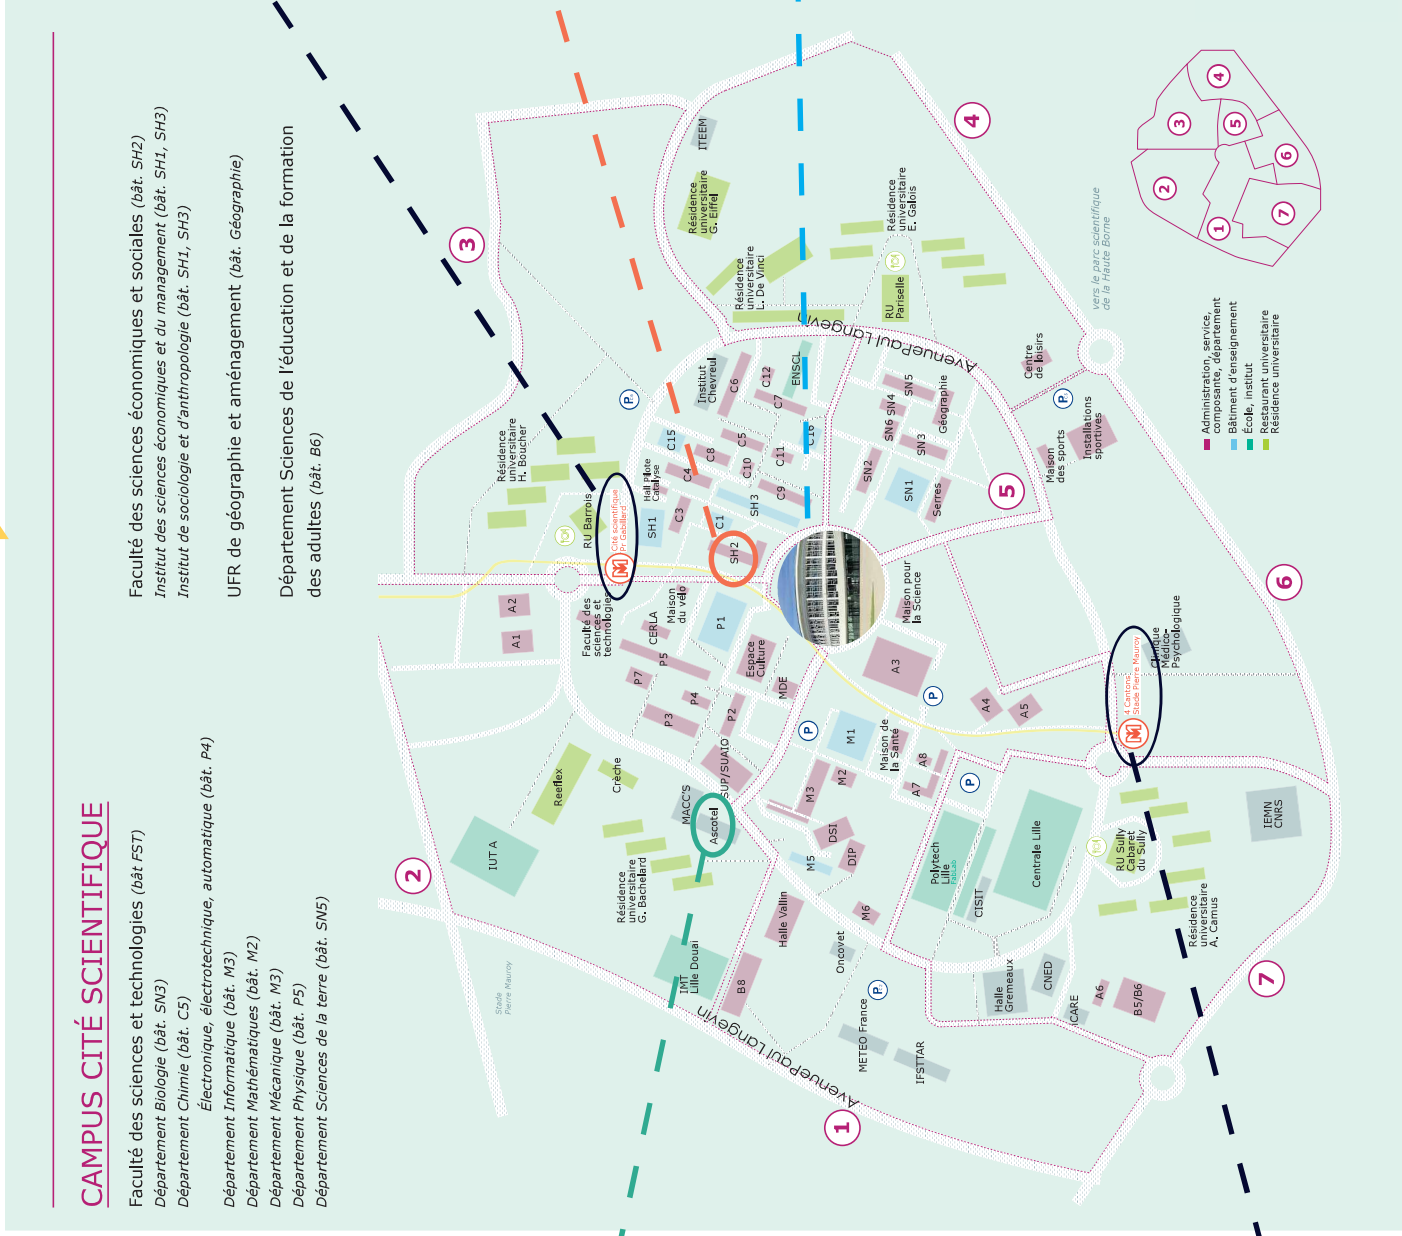 CAMPUS CITÉ SCIENTIFIQUE
Faculté des sciences et technologies (bât FST)
Département Biologie (bât. SN3)
Département Chimie (bât. C5)
Électronique, électrotechnique, automatique (bât. P4)
Département Informatique (bât. M3)
Département Mathématiques (bât. M2)
Département Mécanique (bât. M3)
Département Physique (bât. P5)
Département Sciences de la terre (bât. SN5)
Faculté des sciences économiques et sociales (bât. SH2)
Institut des sciences économiques et du management (bât. SH1, SH3)
Institut de sociologie et d'anthropologie (bât. SH1, SH3)
UFR de géographie et aménagement (bât. Géographie)
Département Sciences de l'éducation et de la formation
des adultes (bât. B6)
2
Stade
Pierre Mauroy
IUT A
Reeflex
Crèche
Résidence
universitaire
G. Bachelard
MACC'S
Ascotel
SUP/SUAIO
IMT
Lille Douai
B8
Halle Vallin
Avenue Paul Langevin
1
A1
A2
Faculté des
sciences et
technologies
CERLA
Maison
du vélo
P5
P7
P4
P3
P2
P1
Espace
Culture
MDE
Résidence
universitaire
H. Boucher
RU Barrois
Cité scientifique
Pr Gabillard
3
P
Hall Pilote
Catalyse
SH1
C3
C4
C15
C8
C5
C10
C11
C9
SH3
C1
SH2
Institut
Chevreul
C6
C12
C7
ENSCL
C16
ITEEM
Résidence
universitaire
G. Eiffel
Résidence
universitaire
L. De Vinci
RU
Pariselle
Résidence
universitaire
E. Galois
4
Avenue Paul Langevin
SN5
SN4
SN6
SN3
Géographie
SN2
SN1
Serres
5
Centre
de loisirs
P
Maison
des sports
Installations
sportives
vers le parc scientifique
de la Haute Borne
Maison pour
la Science
A3
P
P
M1
Maison de
la Santé
M2
M3
A8
A7
DSI
DIP
M5
M6
P
A4
A5
4 Cantons
Stade Pierre Mauroy
Clinique
Médico-
Psychologique
6
Polytech
Lille
FabLab
CISIT
Centrale Lille
Oncovet
P
METEO France
IFSTTAR
Halle
Garemeaux
CNED
ICARE
A6
B5/B6
RU Sully
Cabaret
du Sully
Résidence
universitaire
A. Camus
IEMN
CNRS
7
Administration, service,
composante, département
Bâtiment d'enseignement
École, institut
Restaurant universitaire
Résidence universitaire
1
2
3
4
5
6
7